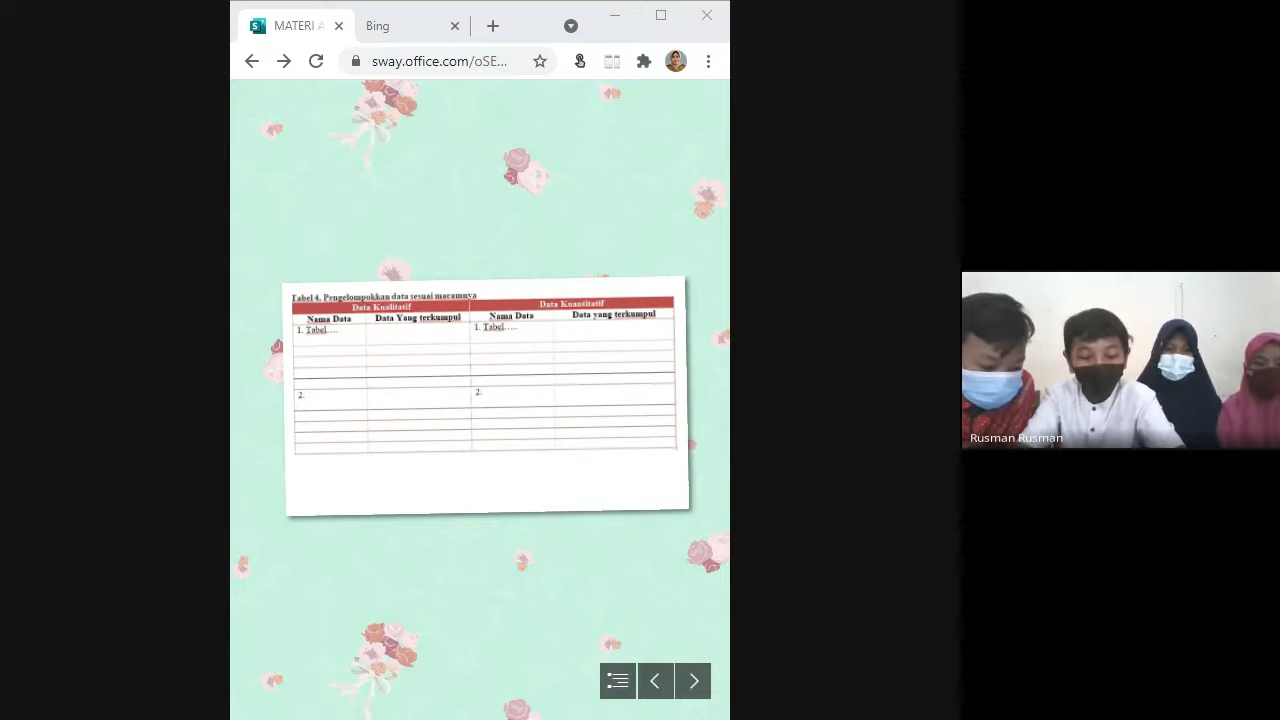 MATERI A
Bing
sway.office.com/oSE...
Tabel 4. Pengelompokkan data sesuai macamnya
Data Kualitatif Data Kuantitatif
Nama Data Data Yang terkumpul Nama Data Data yang terkumpul
1. Tabel.... 1. Tabel.....
2. 2.
Rusman Rusman